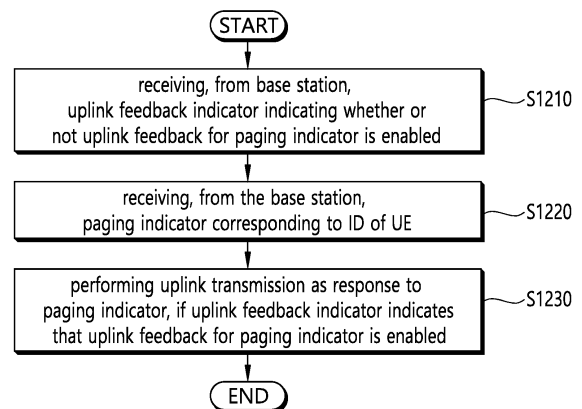 START
receiving, from base station,
uplink feedback indicator indicating whether or
not uplink feedback for paging indicator is enabled
S1210
receiving, from the base station,
paging indicator corresponding to ID of UE
S1220
performing uplink transmission as response to
paging indicator, if uplink feedback indicator indicates
that uplink feedback for paging indicator is enabled
S1230
END